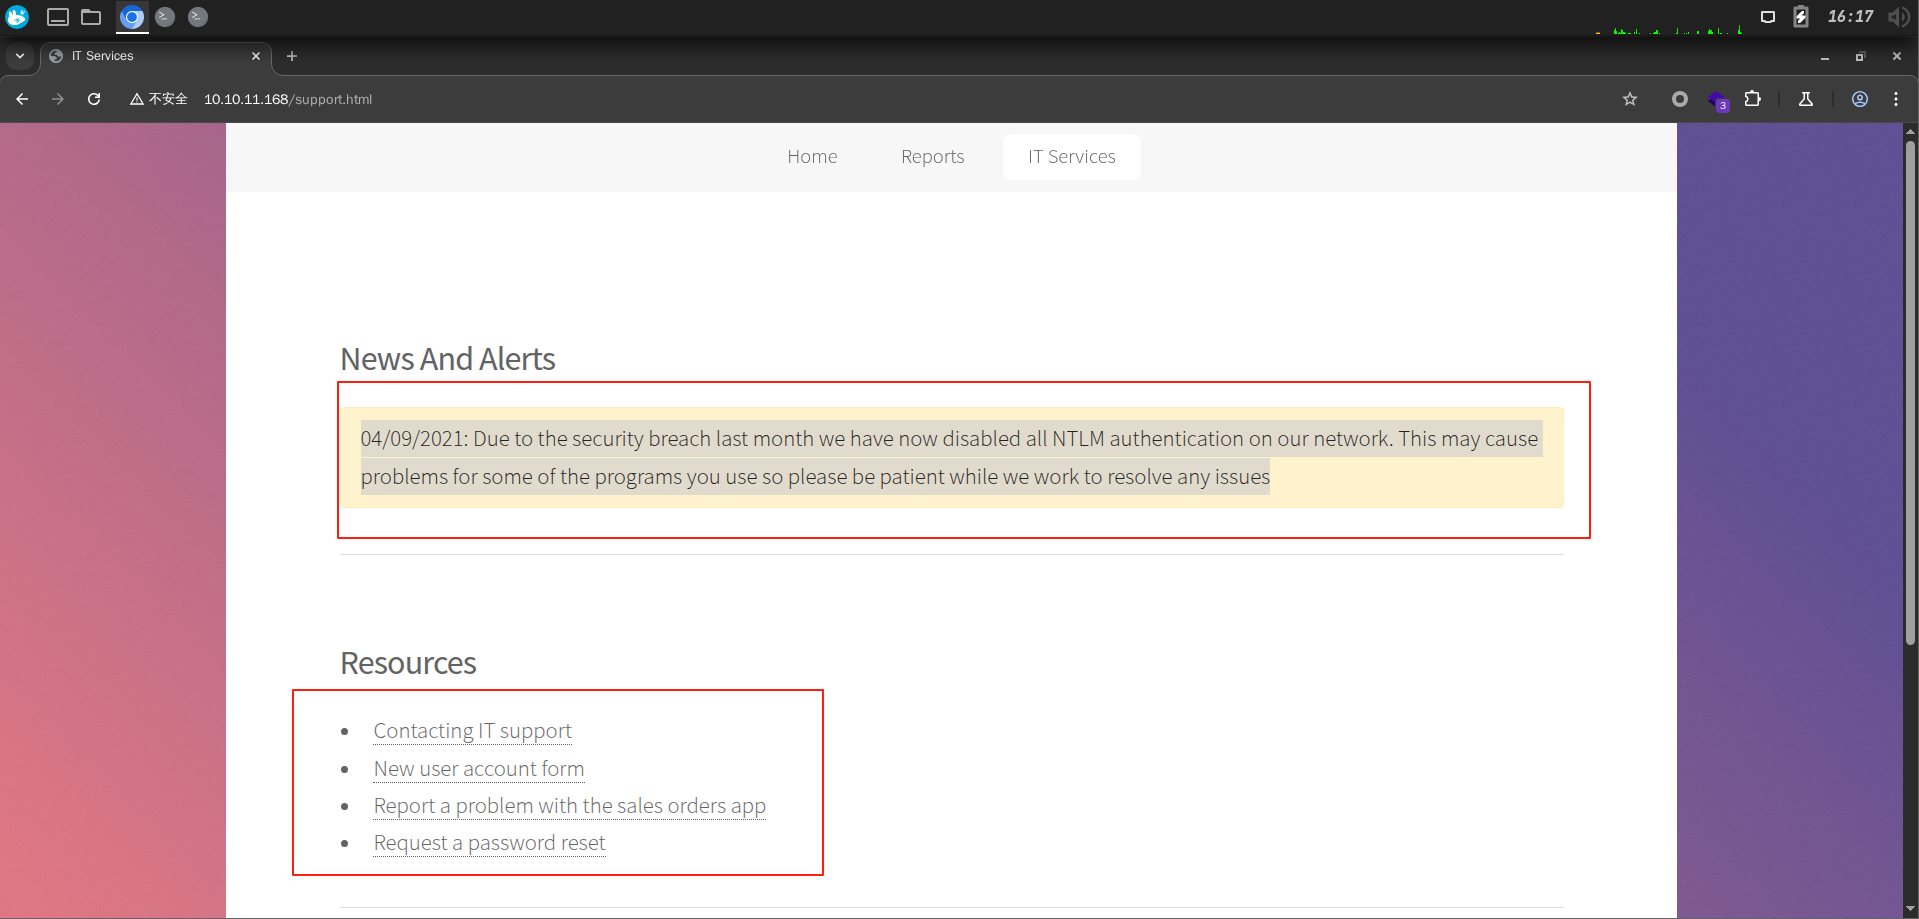 16:17
IT Services
不安全
10.10.11.168/support.html
3
Home
Reports
IT Services
News And Alerts
04/09/2021: Due to the security breach last month we have now disabled all NTLM authentication on our network. This may cause
problems for some of the programs you use so please be patient while we work to resolve any issues
Resources
Contacting IT support
New user account form
Report a problem with the sales orders app
Request a password reset